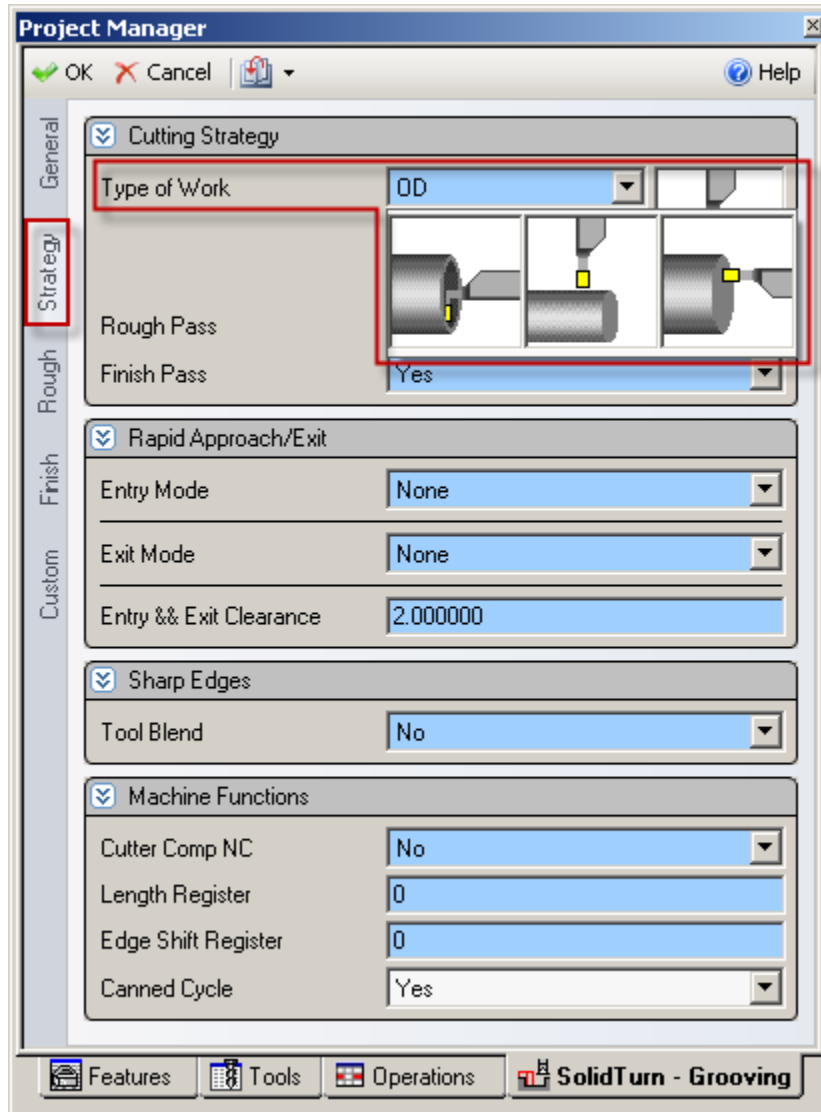 Project Manager
OK Cancel Help
General
Strategy
Rough
Finish
Custom
Cutting Strategy
Type of Work OD
Rough Pass
Finish Pass Yes
Rapid Approach/Exit
Entry Mode None
Exit Mode None
Entry && Exit Clearance 2.000000
Sharp Edges
Tool Blend No
Machine Functions
Cutter Comp NC No
Length Register 0
Edge Shift Register 0
Canned Cycle Yes
Features Tools Operations SolidTurn - Grooving